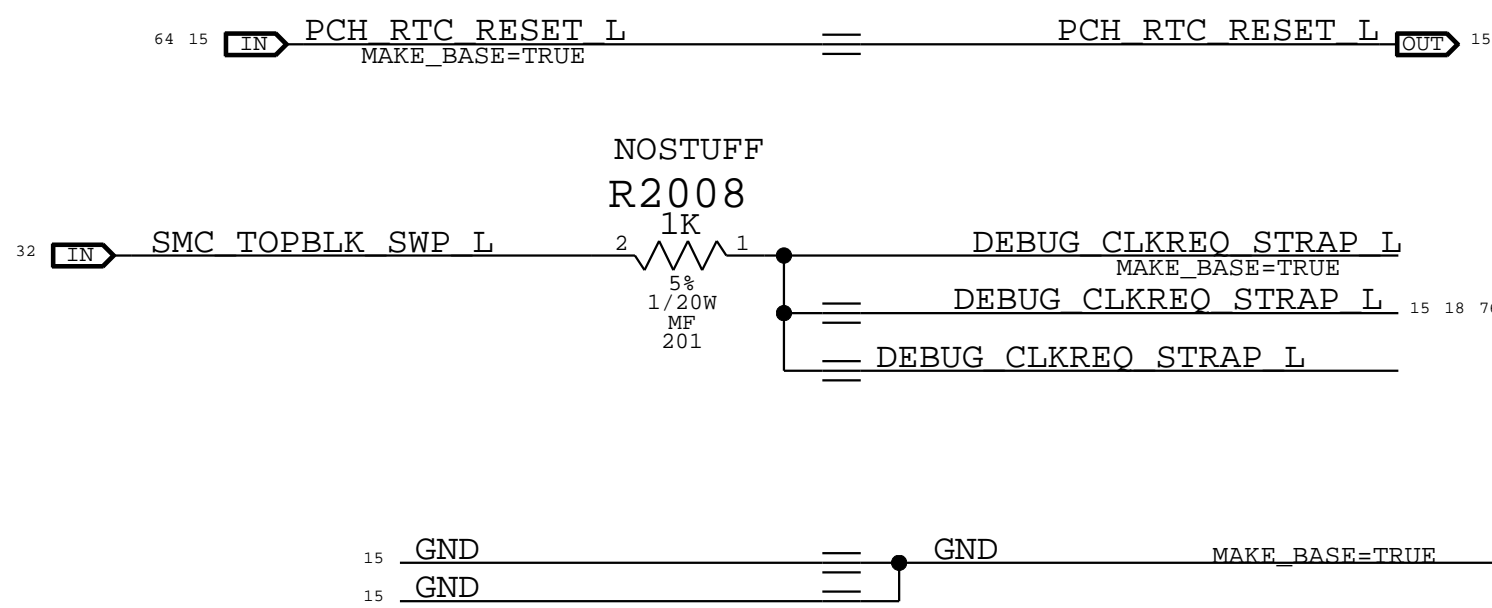 64 15 IN PCH_RTC_RESET_L PCH_RTC_RESET_L OUT 15
MAKE_BASE=TRUE
NOSTUFF
R2008
1K
32 IN SMC_TOPBLK_SWP_L 2 1 DEBUG_CLKREQ_STRAP_L
MAKE_BASE=TRUE
5%
1/20W
MF
201
DEBUG_CLKREQ_STRAP_L 15 18
DEBUG_CLKREQ_STRAP_L
15 GND GND MAKE_BASE=TRUE
15 GND